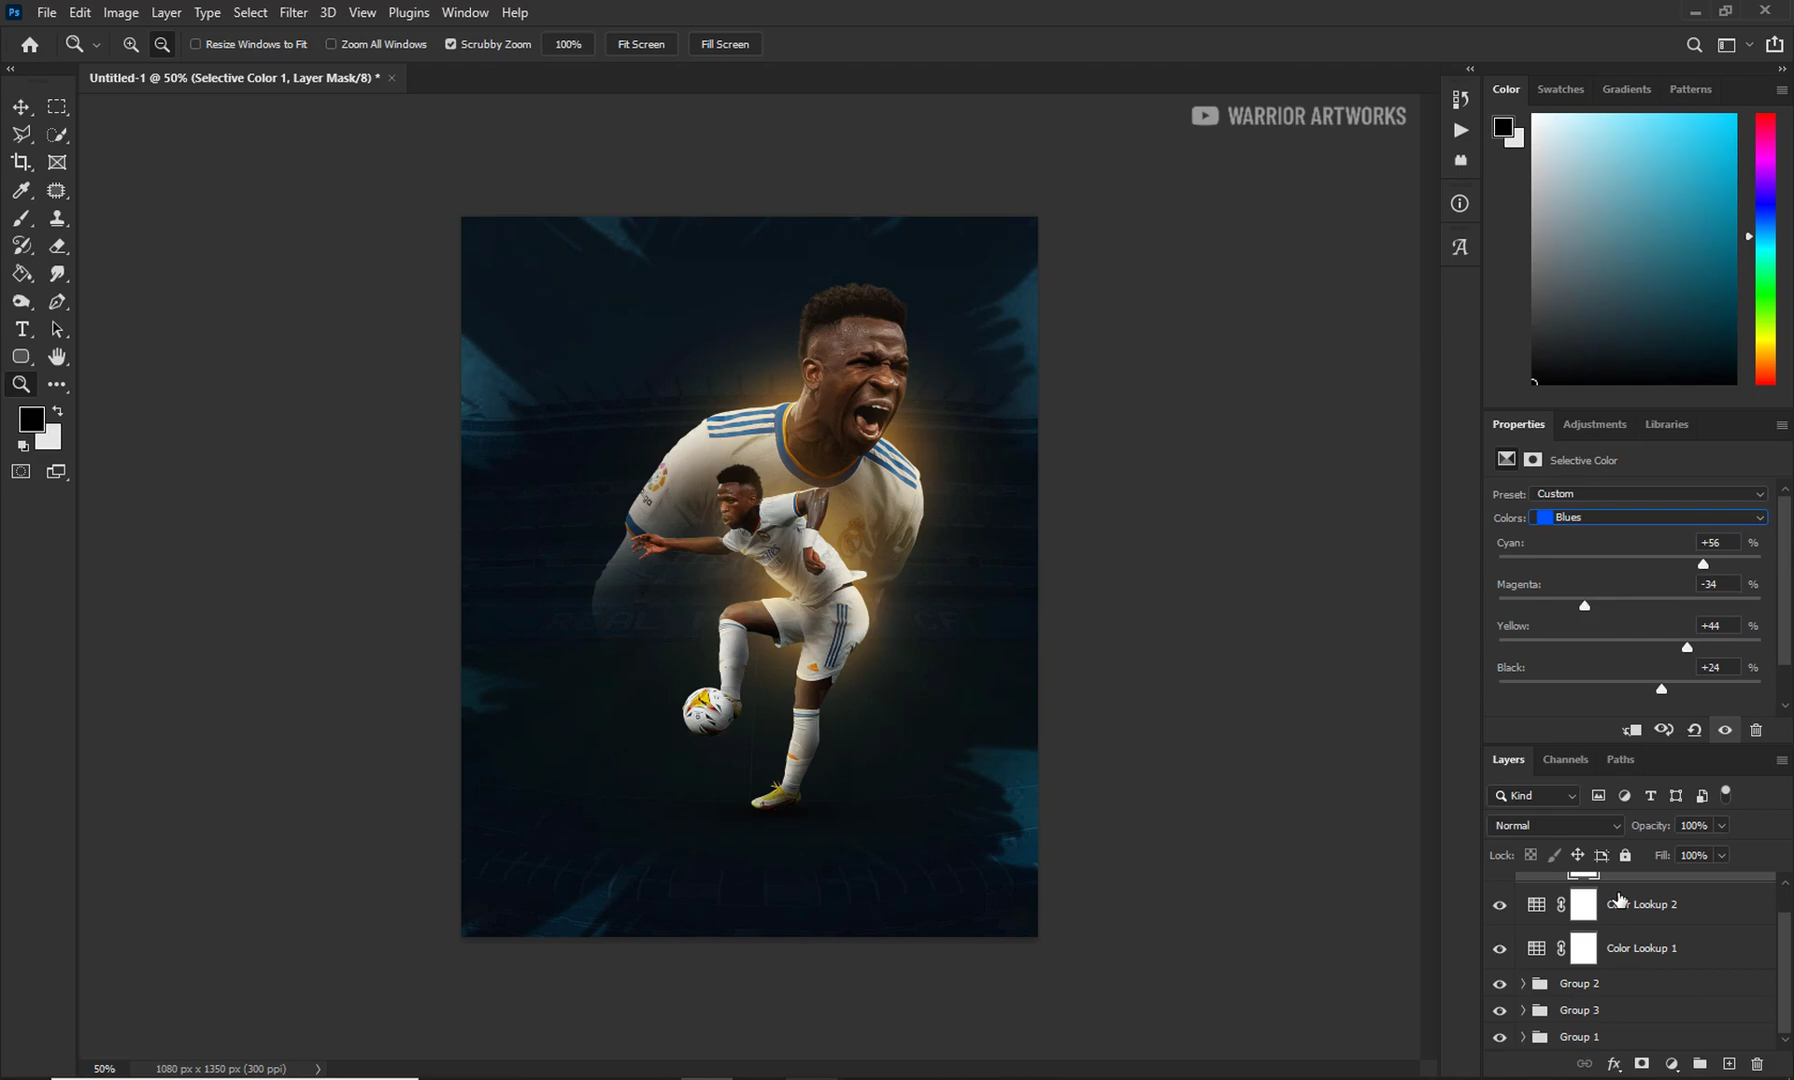 Ps File Edit Image Layer Type Select Filter 3D View Plugins Window Help
Resize Windows to Fit Zoom All Windows Scrubby Zoom 100% Fit Screen Fill Screen
Untitled-1 @ 50% (Selective Color 1, Layer Mask/8) *
WARRIOR ARTWORKS
Color Swatches Gradients Patterns
Properties Adjustments Libraries
Selective Color
Preset: Custom
Colors: Blues
Cyan: +56 %
Magenta: -34 %
Yellow: +44 %
Black: +24 %
Layers Channels Paths
Kind
Normal Opacity: 100%
Lock: Fill: 100%
Color Lookup 2
Color Lookup 1
Group 2
Group 3
Group 1
REAL CF
50% 1080 px x 1350 px (300 ppi)